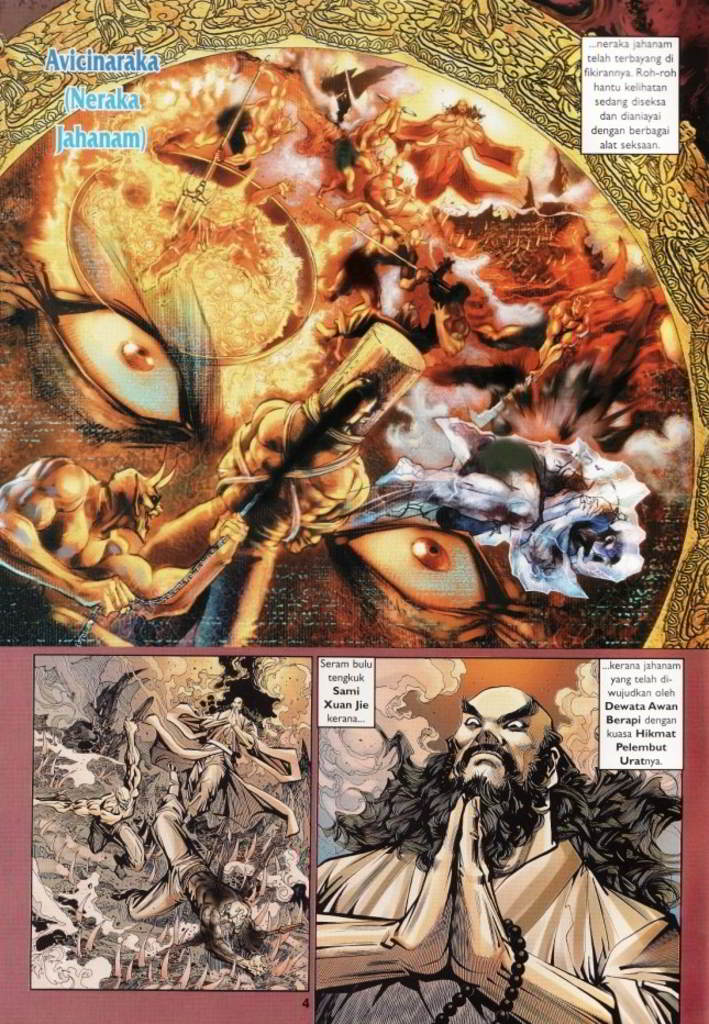 Avicinaraka
(Neraka
Jahanam)
...neraka jahanam
telah terbayang di
fikirannya. Roh-roh
hantu kelihatan
sedang diseksa
dan dianiayai
dengan berbagai
alat seksaan.
Seram bulu
tengkuk
Sami
Xuan Jie
kerana...
...kerana jahanam
yang telah di-
wujudkan oleh
Dewata Awan
Berapi dengan
kuasa Hikmat
Pelembut
Uratnya.
4